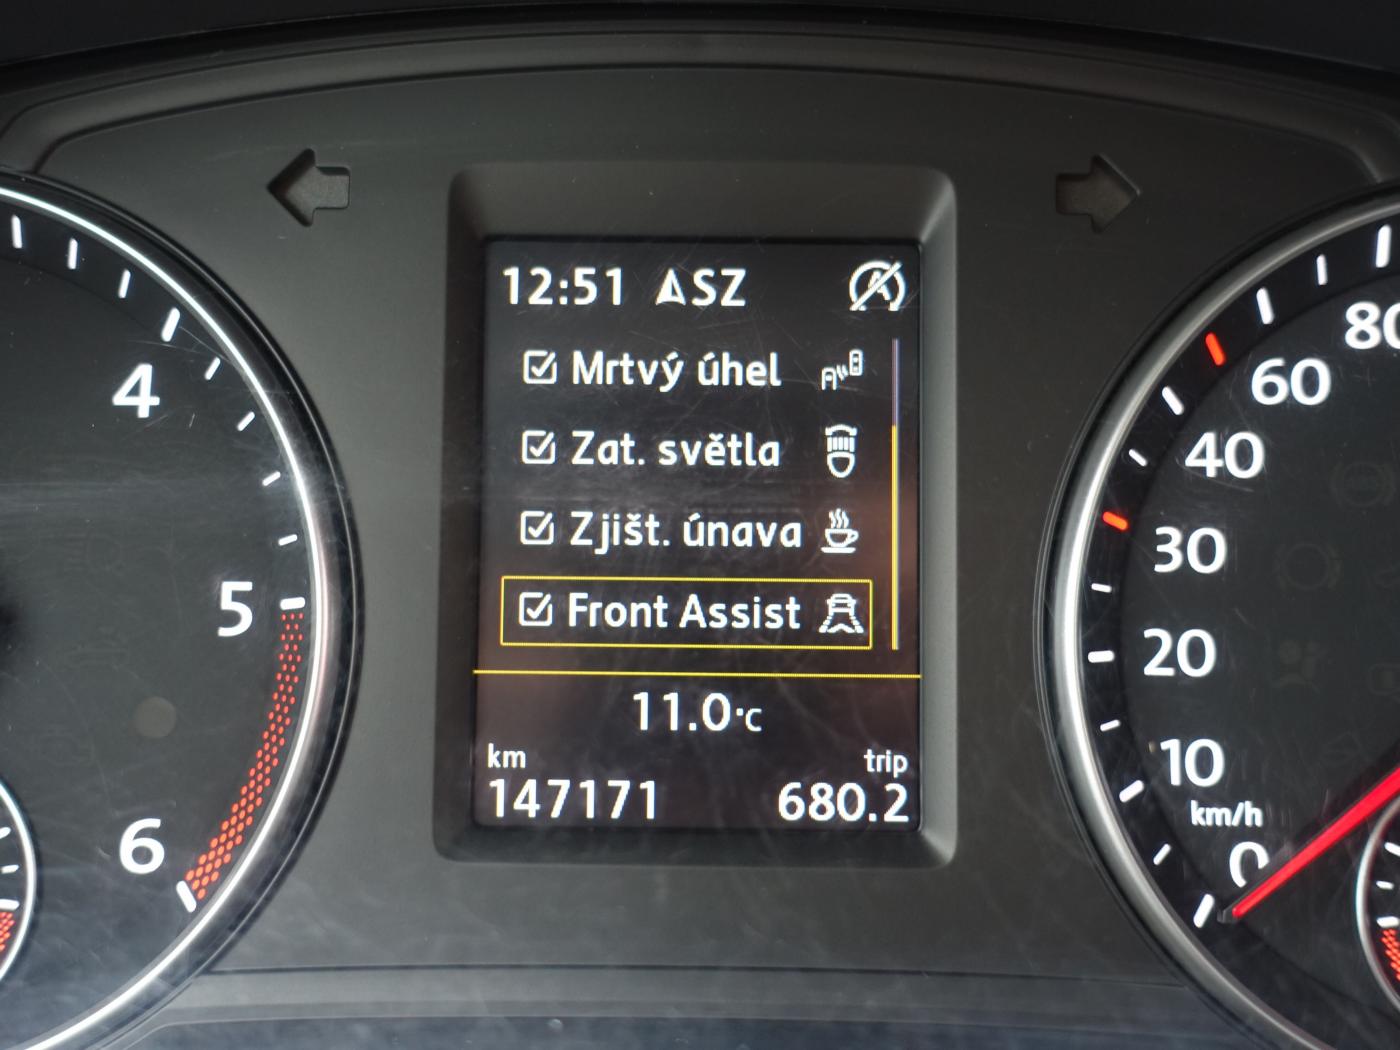 12:51 SZ
Mrtvý úhel
Zat. světla
Zjišt. únava
Front Assist
11.0°C
km
trip
147171
680.2
4
5
6
80
60
40
30
20
10
km/h
0